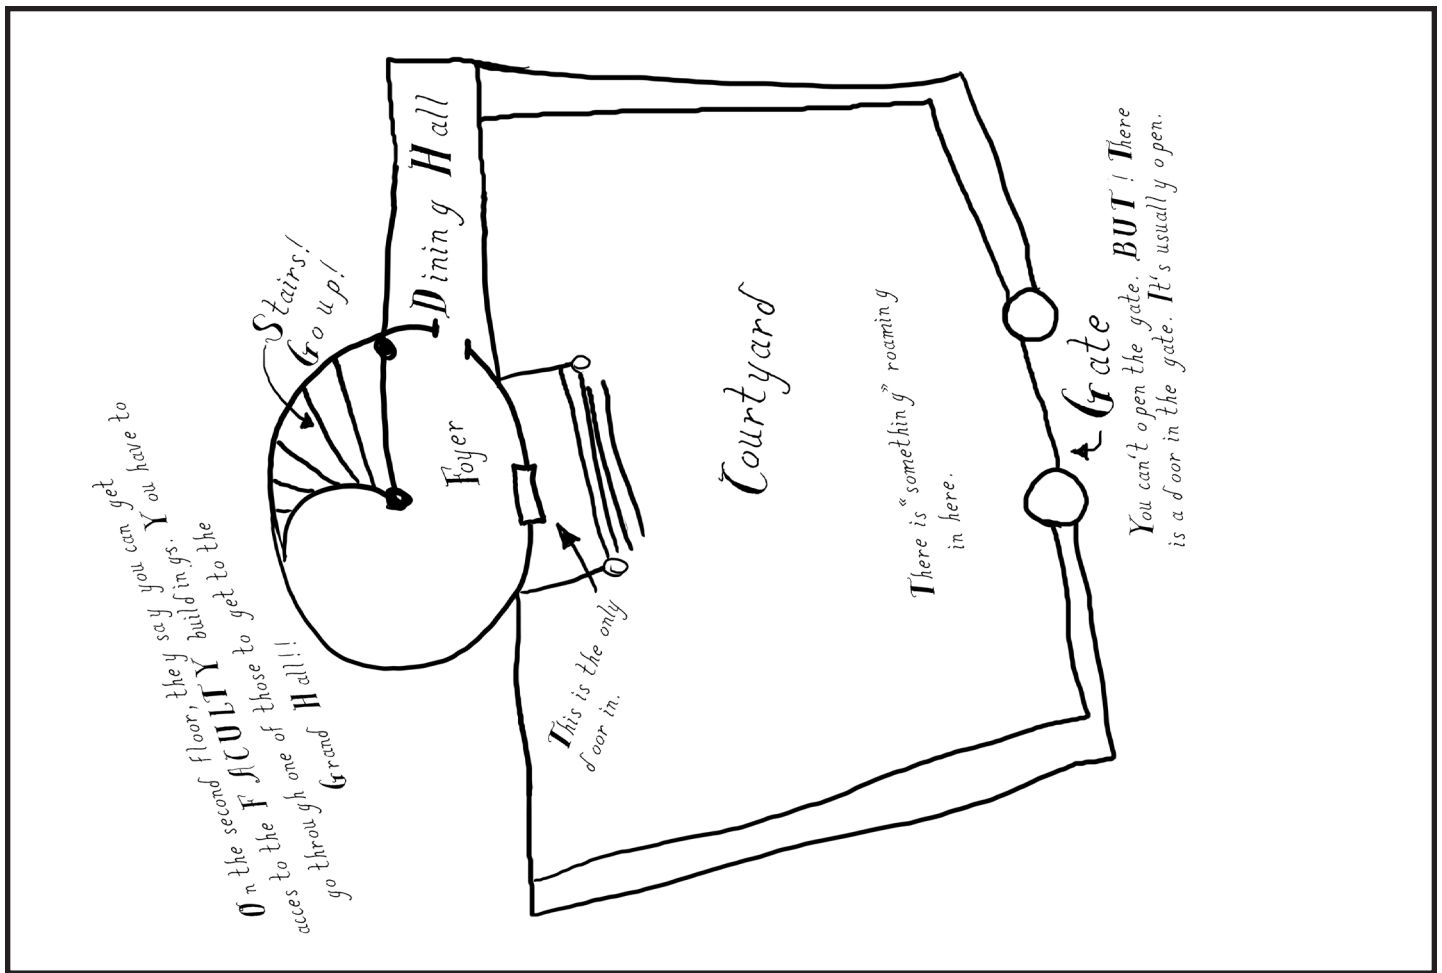 On the second floor, they say you can get
acces to the FACULTY buildings. You have to
go through one of those to get to the
Grand Hall!!!
Stairs!
Go up!
Dining Hall
Foyer
This is the only
door in.
Courtyard
There is "something" roaming
in here.
Gate
You can't open the gate. BUT! There
is a door in the gate. It's usually open.